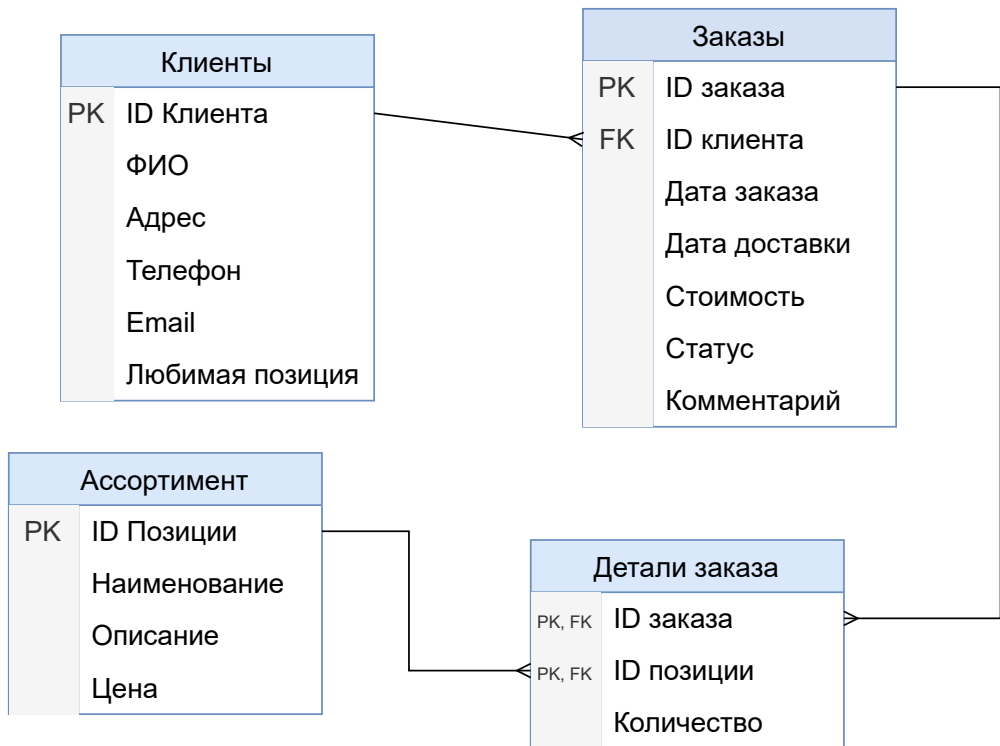 Клиенты
PK ID Клиента
ФИО
Адрес
Телефон
Email
Любимая позиция
Заказы
PK ID заказа
FK ID клиента
Дата заказа
Дата доставки
Стоимость
Статус
Комментарий
Ассортимент
PK ID Позиции
Наименование
Описание
Цена
Детали заказа
PK, FK ID заказа
PK, FK ID позиции
Количество